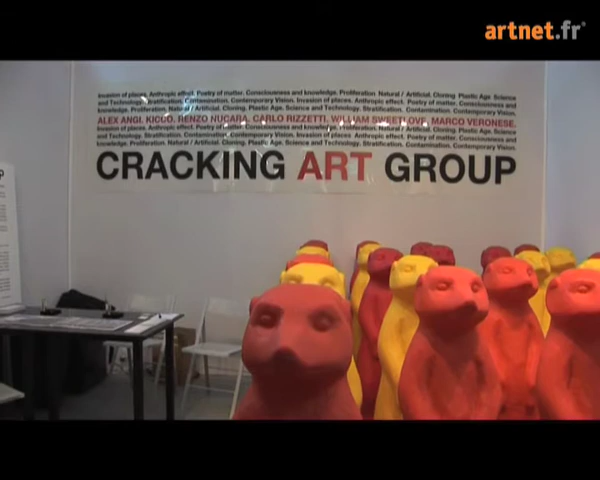 artnet.fr
Invasion of places. Anthropic effect. Poetry of matter. Consciousness and knowledge. Proliferation. Natural / Artificial. Cloning. Plastic Age. Science
and Technology. Stratification. Contamination. Contemporary Vision. Invasion of places. Anthropic effect. Poetry of matter. Consciousness and
knowledge. Proliferation. Natural / Artificial. Cloning. Plastic Age. Science and Technology. Stratification. Contamination. Contemporary Vision.
ALEX ANGI, KICCO, RENZO NUCARA, CARLO RIZZETTI, WILLIAM SWEETLOVE, MARCO VERONESE.
Invasion of places. Anthropic effect. Poetry of matter. Consciousness and knowledge. Proliferation. Natural / Artificial. Cloning. Plastic Age. Science
and Technology. Stratification. Contamination. Contemporary Vision. Invasion of places. Anthropic effect. Poetry of matter. Consciousness and
knowledge. Proliferation. Natural / Artificial. Cloning. Plastic Age. Science and Technology. Stratification. Contamination. Contemporary Vision.
CRACKING ART GROUP